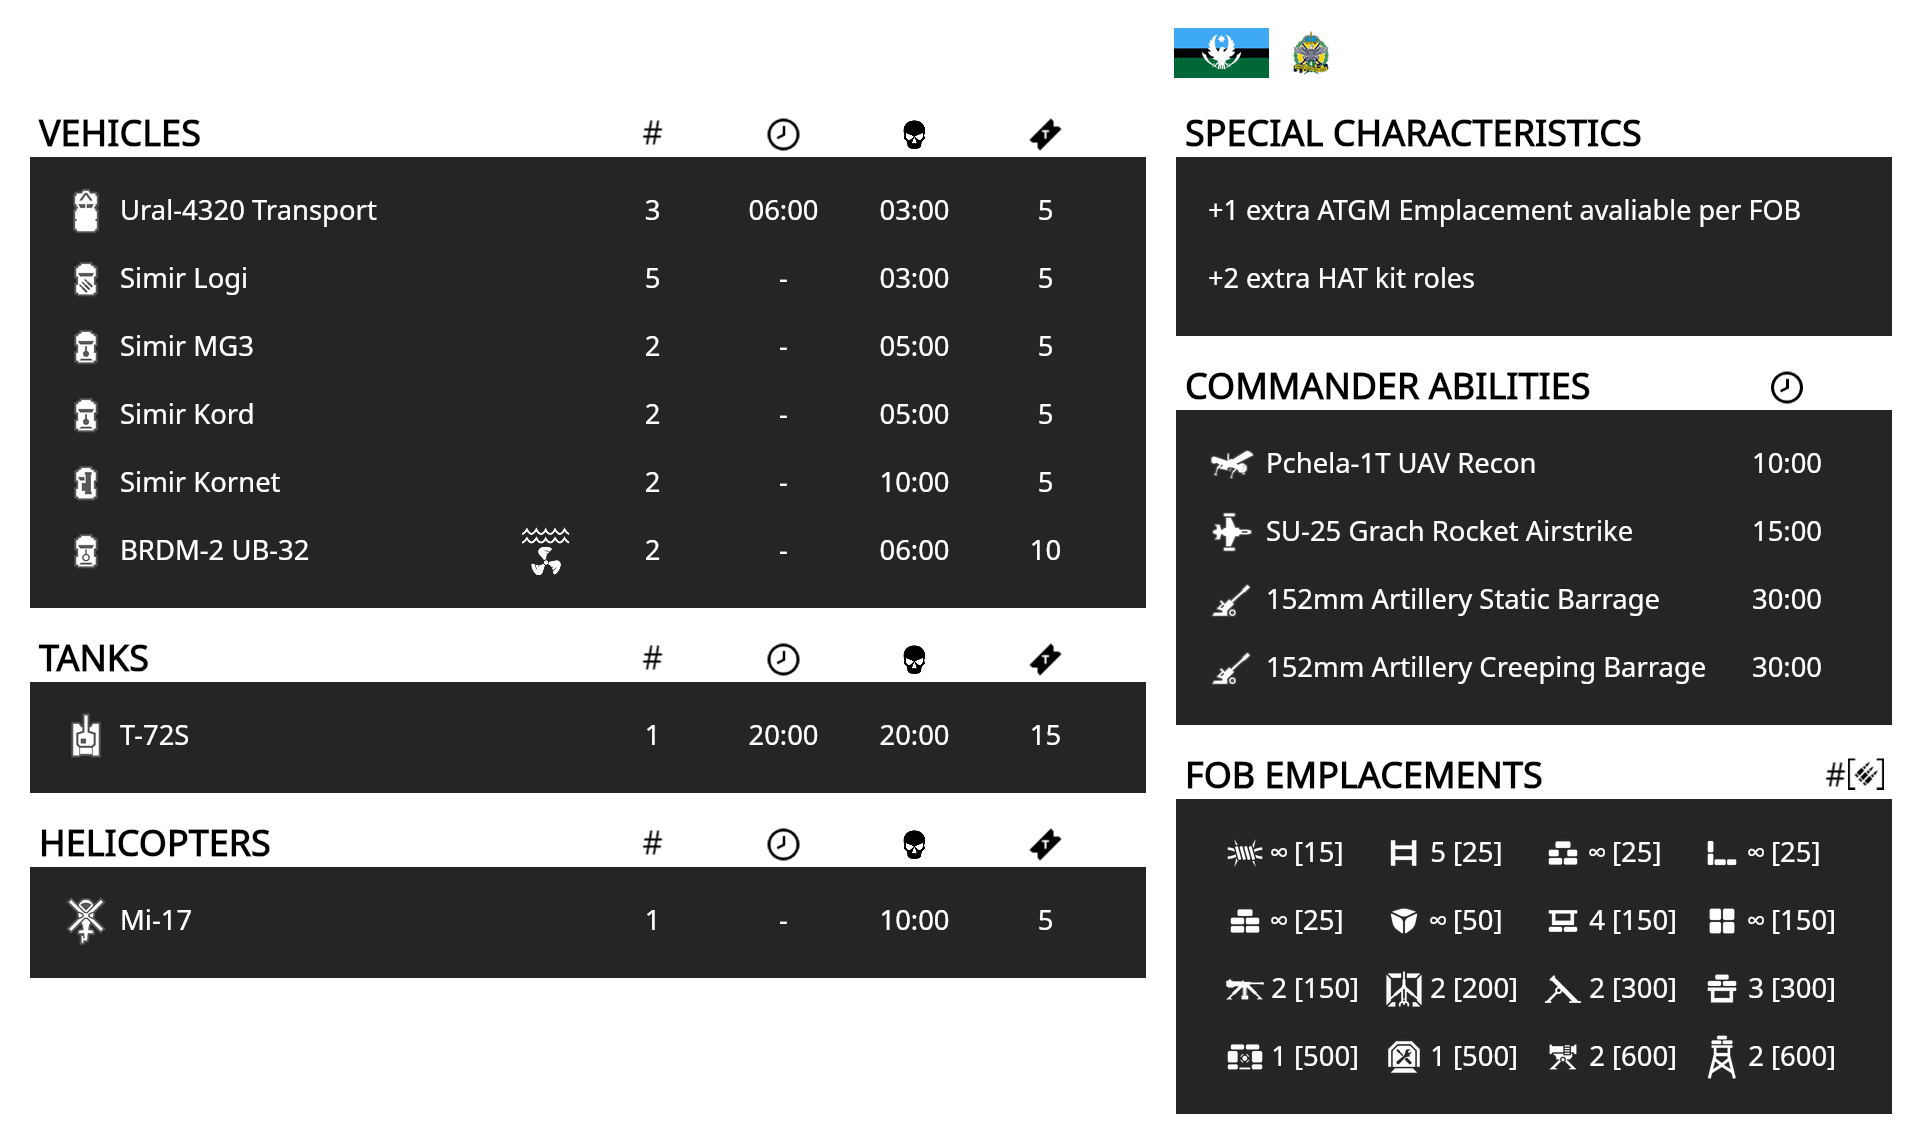 VEHICLES #
Ural-4320 Transport 3 06:00 03:00 5
Simir Logi 5 - 03:00 5
Simir MG3 2 - 05:00 5
Simir Kord 2 - 05:00 5
Simir Kornet 2 - 10:00 5
BRDM-2 UB-32 2 - 06:00 10
TANKS #
T-72S 1 20:00 20:00 15
HELICOPTERS #
Mi-17 1 - 10:00 5
SPECIAL CHARACTERISTICS
+1 extra ATGM Emplacement avaliable per FOB
+2 extra HAT kit roles
COMMANDER ABILITIES
Pchela-1T UAV Recon 10:00
SU-25 Grach Rocket Airstrike 15:00
152mm Artillery Static Barrage 30:00
152mm Artillery Creeping Barrage 30:00
FOB EMPLACEMENTS #[]
∞ [15] 5 [25] ∞ [25] ∞ [25]
∞ [25] ∞ [50] 4 [150] ∞ [150]
2 [150] 2 [200] 2 [300] 3 [300]
1 [500] 1 [500] 2 [600] 2 [600]